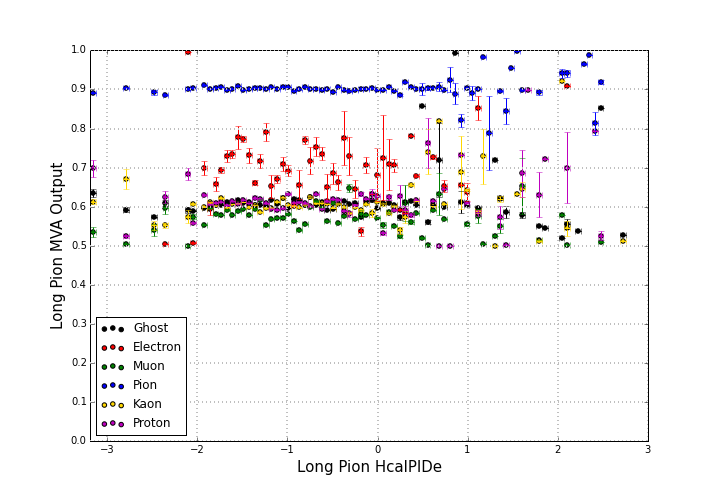 1.0
0.9
0.8
0.7
0.6
0.5
0.4
0.3
0.2
0.1
0.0
Long Pion MVA Output
Ghost
Electron
Muon
Pion
Kaon
Proton
−3
−2
−1
0
1
2
3
Long Pion HcalPIDe